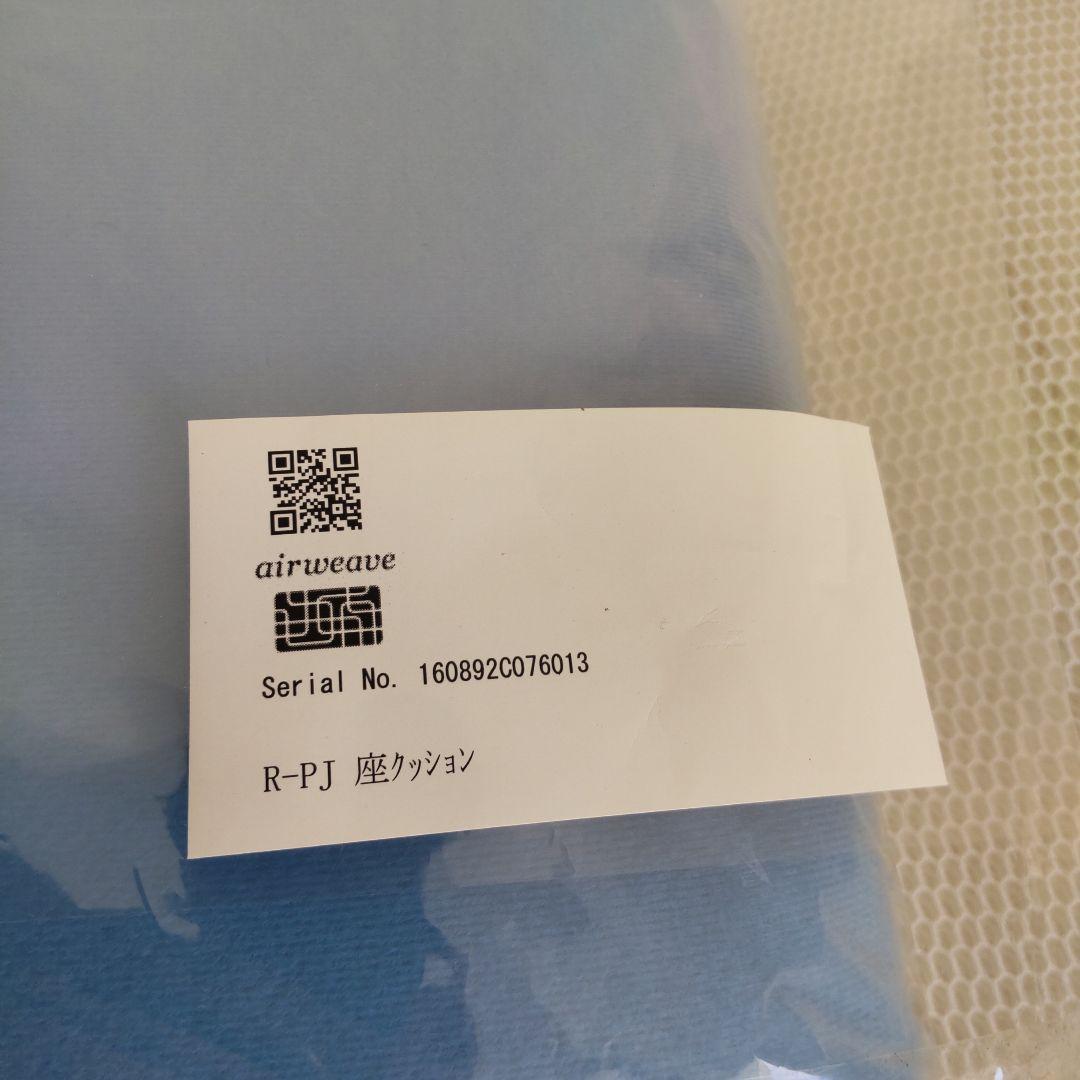 airweave
Serial No. 160892C076013
R-PJ 座ｸｯｼｮﾝ